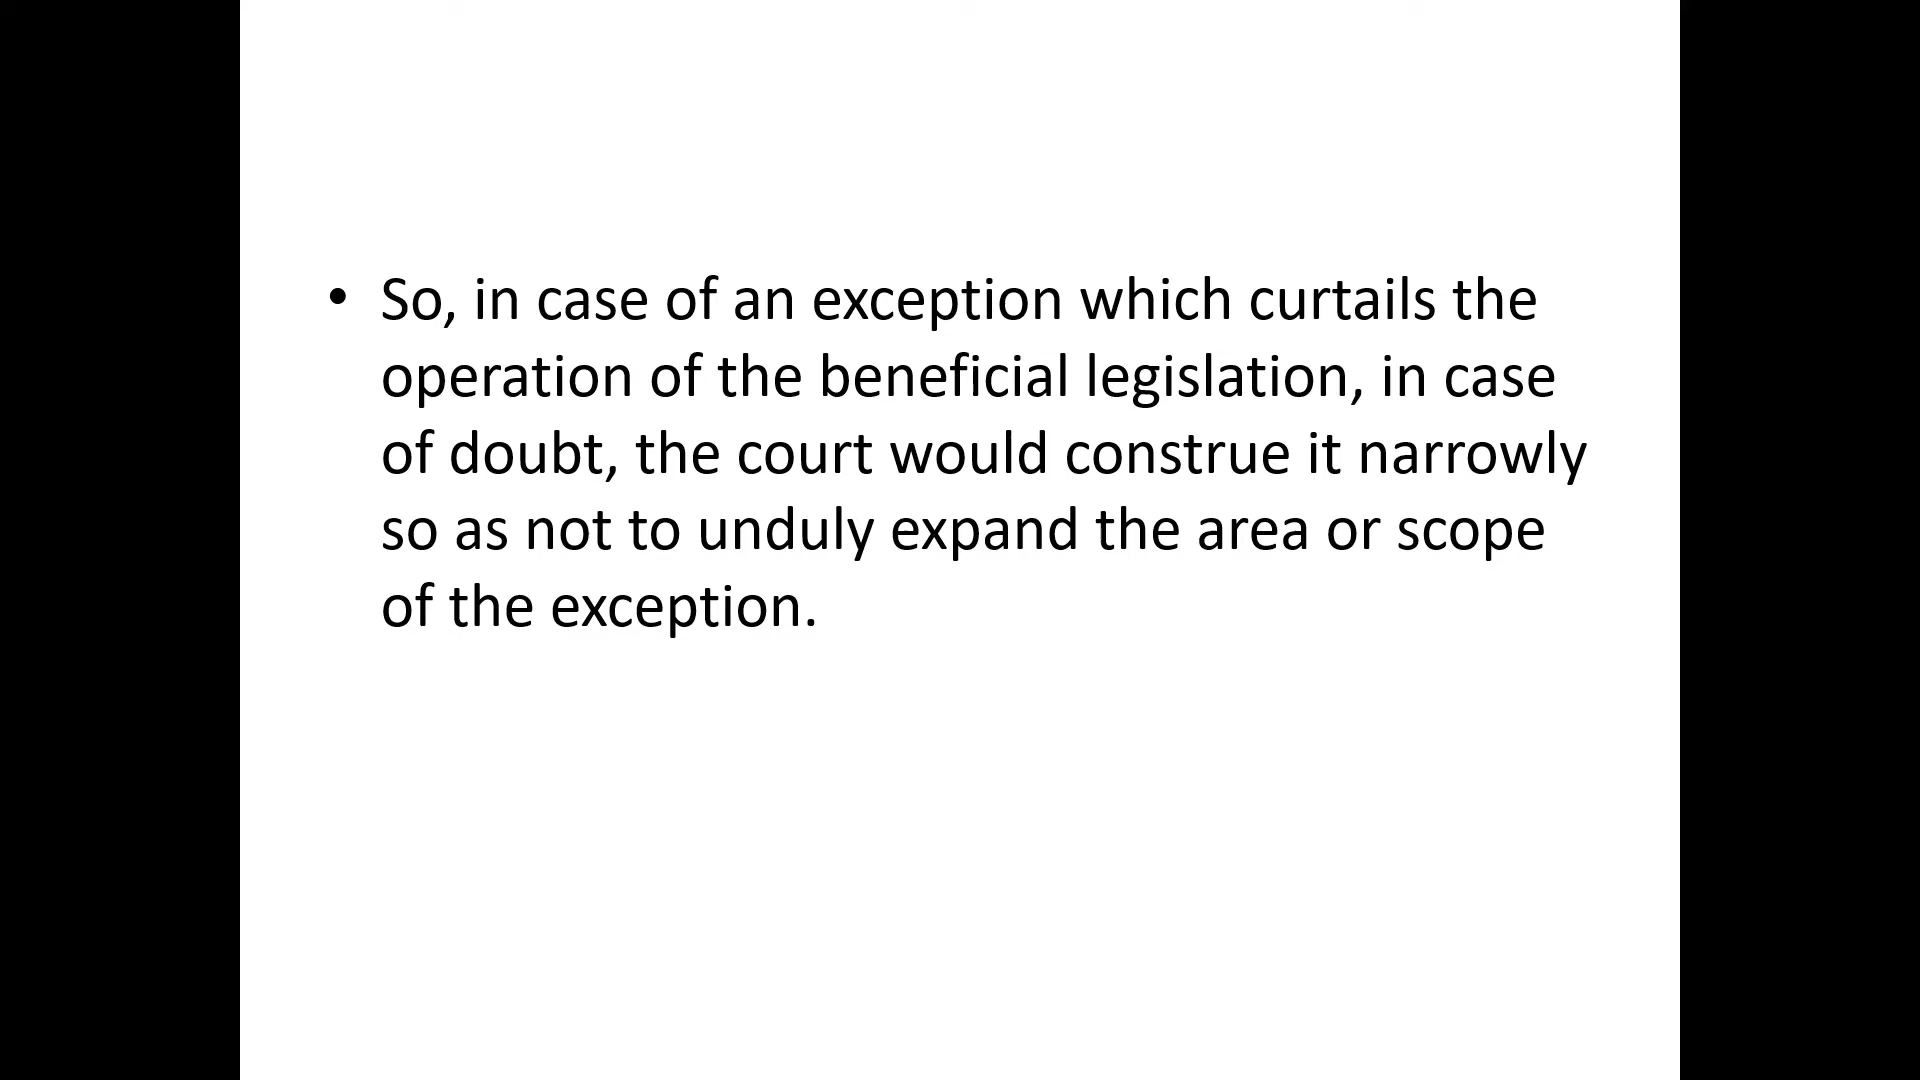 • So, in case of an exception which curtails the
operation of the beneficial legislation, in case
of doubt, the court would construe it narrowly
so as not to unduly expand the area or scope
of the exception.